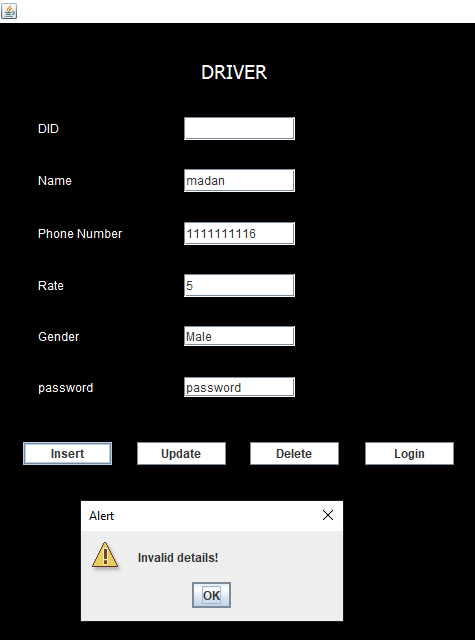 DRIVER
DID
Name madan
Phone Number 1111111116
Rate 5
Gender Male
password password
Insert Update Delete Login
Alert
Invalid details!
OK